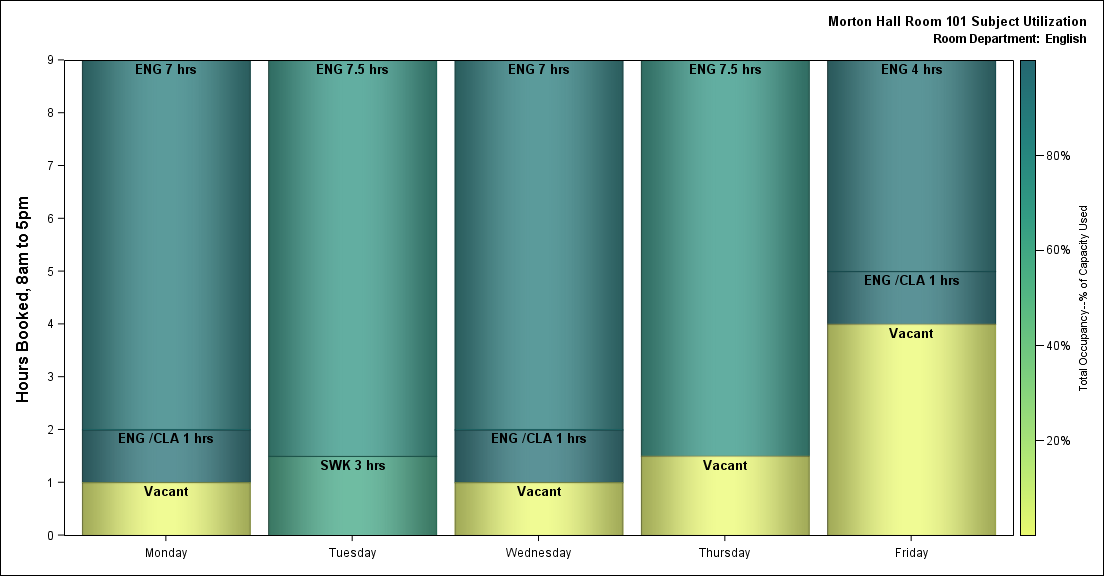 Morton Hall Room 101 Subject Utilization
Room Department: English
Hours Booked, 8am to 5pm
9
8
7
6
5
4
3
2
1
0
ENG 7 hrs
ENG /CLA 1 hrs
Vacant
ENG 7.5 hrs
SWK 3 hrs
ENG 7 hrs
ENG /CLA 1 hrs
Vacant
ENG 7.5 hrs
Vacant
ENG 4 hrs
ENG /CLA 1 hrs
Vacant
Monday
Tuesday
Wednesday
Thursday
Friday
80%
60%
40%
20%
Total Occupancy--% of Capacity Used